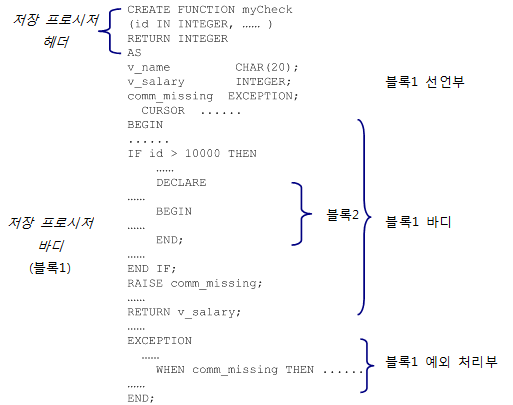 저장 프로시저
헤더
CREATE FUNCTION myCheck
(id IN INTEGER, …… )
RETURN INTEGER
AS
v_name          CHAR(20);
v_salary        INTEGER;
comm_missing  EXCEPTION;
CURSOR  ......
블록1 선언부
BEGIN
......
IF id > 10000 THEN
……
DECLARE
……
BEGIN
……
END;
블록2
……
END IF;
RAISE comm_missing;
……
RETURN v_salary;
……
블록1 바디
저장 프로시저
바디
(블록1)
EXCEPTION
……
WHEN comm_missing THEN ......
……
END;
블록1 예외 처리부